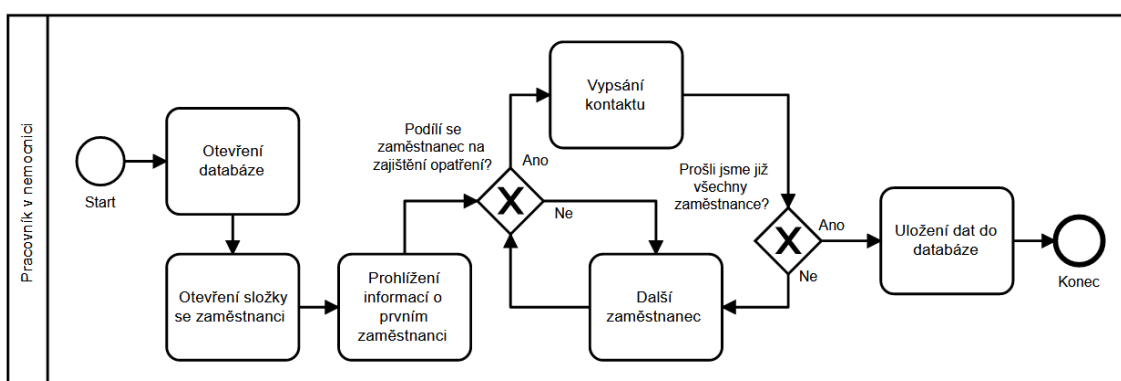 Pracovník v nemocnici
Start
Otevření
databáze
Otevření složky
se zaměstnanci
Prohlížení
informací o
prvním
zaměstnanci
Podílí se
zaměstnanec na
zajištění opatření?
Ano
X
Ne
Vypsání
kontaktu
Další
zaměstnanec
Prošli jsme již
všechny
zaměstnance?
X
Ano
Ne
Uložení dat do
databáze
Konec